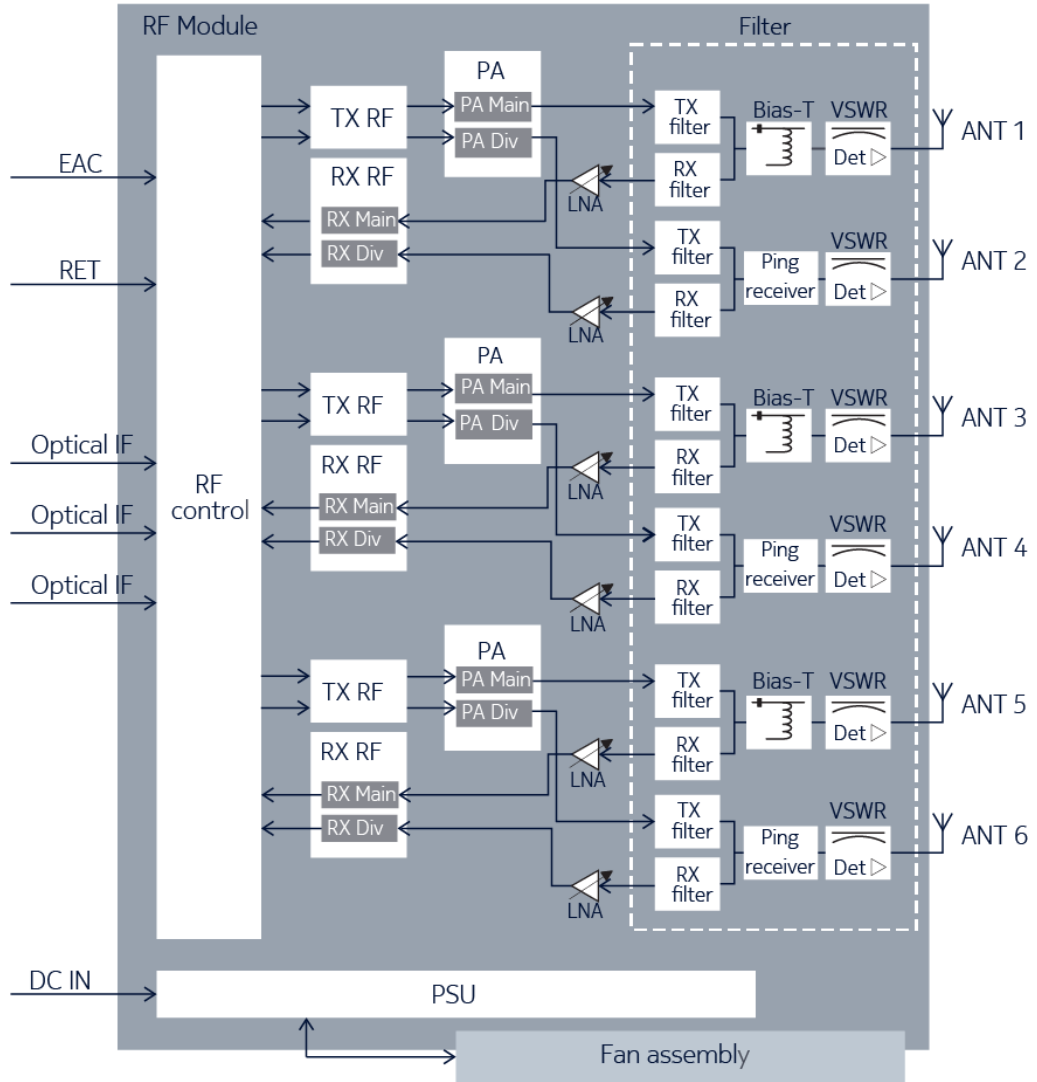 RF Module
Filter
PA
PA Main
PA Div
TX RF
RX RF
RX Main
RX Div
LNA
LNA
TX
filter
RX
filter
Bias-T
VSWR
Det
ANT 1
TX
filter
RX
filter
Ping
receiver
VSWR
Det
ANT 2
EAC
RET
Optical IF
Optical IF
Optical IF
RF
control
PA
PA Main
PA Div
TX RF
RX RF
RX Main
RX Div
LNA
LNA
TX
filter
RX
filter
Bias-T
VSWR
Det
ANT 3
TX
filter
RX
filter
Ping
receiver
VSWR
Det
ANT 4
PA
PA Main
PA Div
TX RF
RX RF
RX Main
RX Div
LNA
LNA
TX
filter
RX
filter
Bias-T
VSWR
Det
ANT 5
TX
filter
RX
filter
Ping
receiver
VSWR
Det
ANT 6
DC IN
PSU
Fan assembly